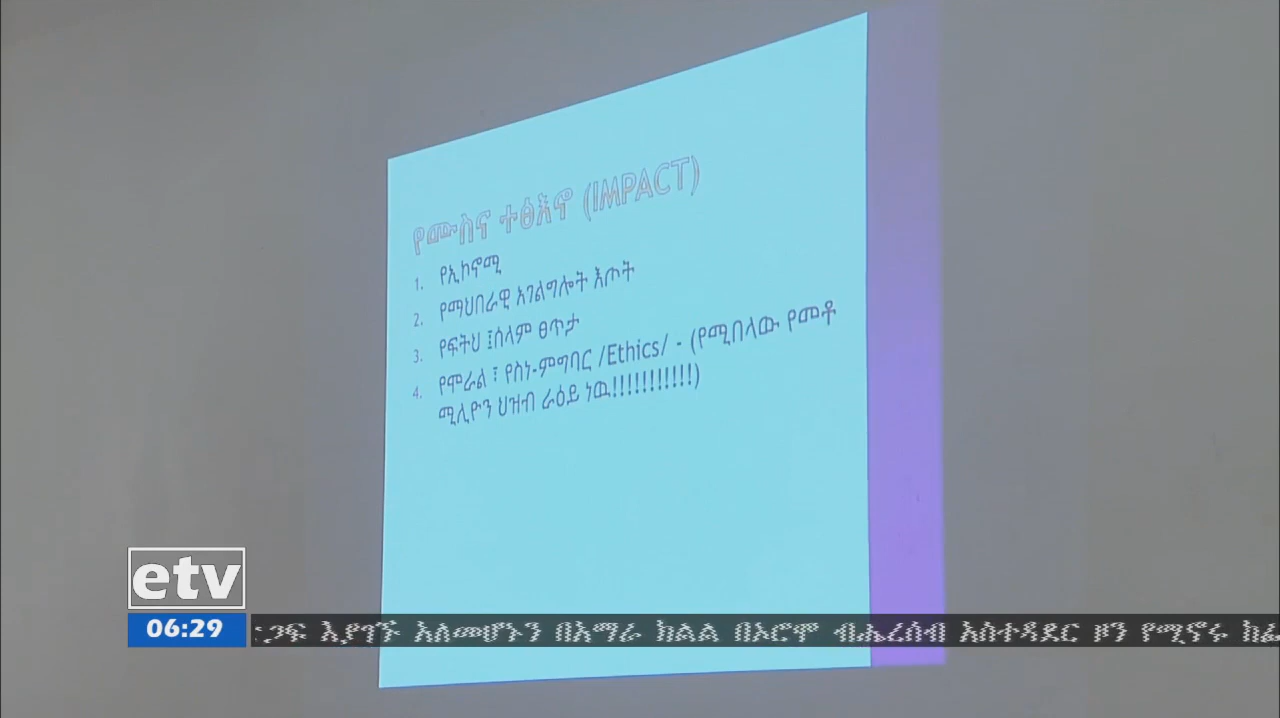 የሙስና ተፅእኖ (IMPACT)
1. የኢኮኖሚ
2. የማህበራዊ አገልግሎት እጦት
3. የፍትህ ፤ሰላም ፀጥታ
4. የሞራል ፣ የስነ-ምግባር /Ethics/ - (የሚበላው የመቶ
ሚሊዮን ህዝብ ራዕይ ነዉ!!!!!!!!!!!)
etv
06:29
እያገኙ አለመሆኑን በአማራ ክልል በኦሮሞ ብሔረሰብ አስተዳደር ዞን የሚኖሩ